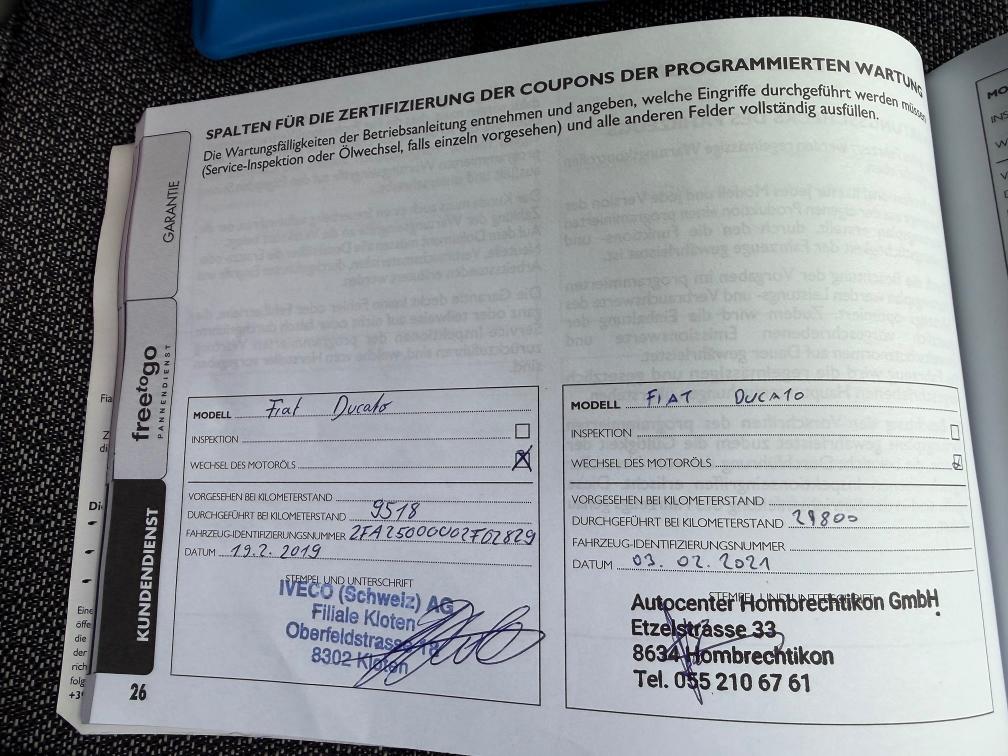 SPALTEN FÜR DIE ZERTIFIZIERUNG DER COUPONS DER PROGRAMMIERTEN WARTUNG
Die Wartungsfälligkeiten der Betriebsanleitung entnehmen und angeben, welche Eingriffe durchgeführt werden müssen
(Service-Inspektion oder Ölwechsel, falls einzeln vorgesehen) und alle anderen Felder vollständig ausfüllen.
GARANTIE
freetogo
PANNENDIENST
KUNDENDIENST
MODELL Fiat Ducato
INSPEKTION
WECHSEL DES MOTORÖLS
VORGESEHEN BEI KILOMETERSTAND
DURCHGEFÜHRT BEI KILOMETERSTAND 9518
FAHRZEUG-IDENTIFIZIERUNGSNUMMER
DATUM 19.2.2019
STEMPEL UND UNTERSCHRIFT
IVECO (Schweiz) AG
Filiale Kloten
Oberfeldstrasse
8302 Kloten
MODELL FIAT DUCATO
INSPEKTION
WECHSEL DES MOTORÖLS
VORGESEHEN BEI KILOMETERSTAND
DURCHGEFÜHRT BEI KILOMETERSTAND 21800
FAHRZEUG-IDENTIFIZIERUNGSNUMMER
DATUM 03.02.2021
STEMPEL UND UNTERSCHRIFT
Autocenter Hombrechtikon GmbH
Etzelstrasse 33
8634 Hombrechtikon
Tel. 055 210 67 61
26